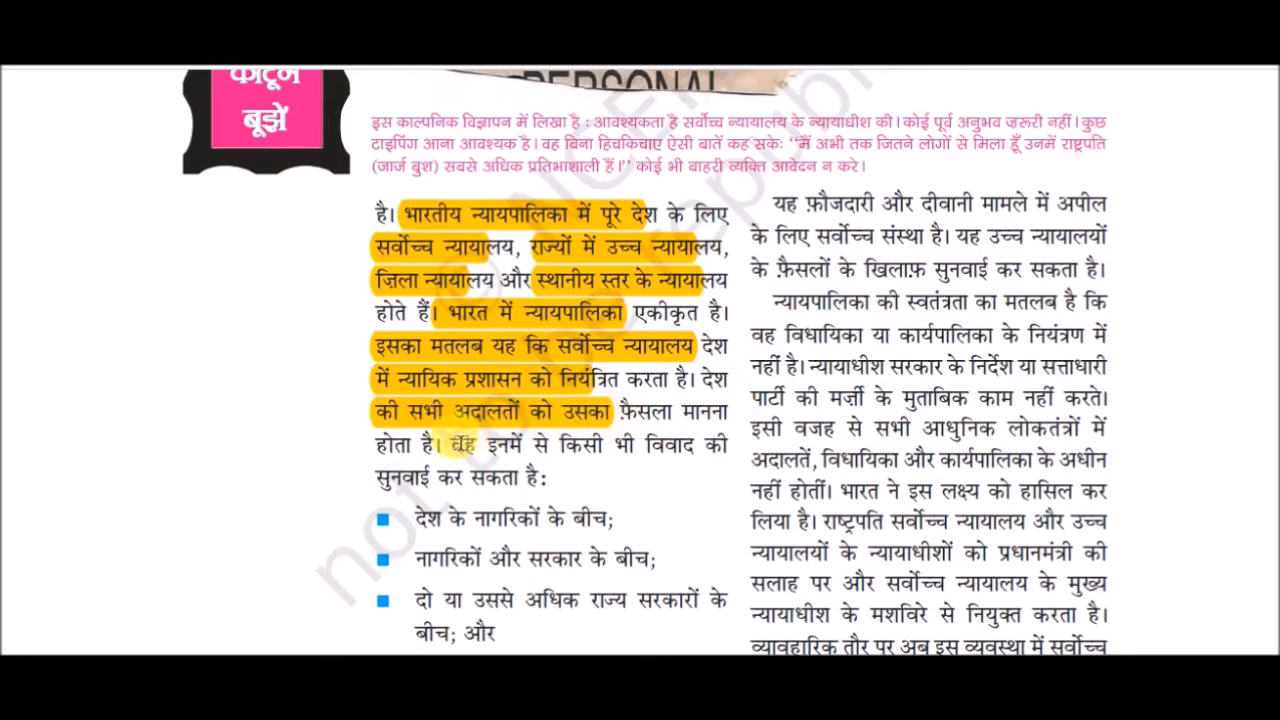 कार्टून
बूझें
PERSONAL
इस काल्पनिक विज्ञापन में लिखा है : आवश्यकता है सर्वोच्च न्यायालय के न्यायाधीश की। कोई पूर्व अनुभव ज़रूरी नहीं। कुछ
टाइपिंग आना आवश्यक है। वह बिना हिचकिचाए ऐसी बातें कह सकेः "मैं अभी तक जितने लोगों से मिला हूँ उनमें राष्ट्रपति
(जार्ज बुश) सबसे अधिक प्रतिभाशाली हैं।" कोई भी बाहरी व्यक्ति आवेदन न करे।
है। भारतीय न्यायपालिका में पूरे देश के लिए
सर्वोच्च न्यायालय, राज्यों में उच्च न्यायालय,
ज़िला न्यायालय और स्थानीय स्तर के न्यायालय
होते हैं। भारत में न्यायपालिका एकीकृत है।
इसका मतलब यह कि सर्वोच्च न्यायालय देश
में न्यायिक प्रशासन को नियंत्रित करता है। देश
की सभी अदालतों को उसका फ़ैसला मानना
होता है। वह इनमें से किसी भी विवाद की
सुनवाई कर सकता है:
देश के नागरिकों के बीच;
नागरिकों और सरकार के बीच;
दो या उससे अधिक राज्य सरकारों के
बीच; और
यह फ़ौजदारी और दीवानी मामले में अपील
के लिए सर्वोच्च संस्था है। यह उच्च न्यायालयों
के फ़ैसलों के खिलाफ़ सुनवाई कर सकता है।
न्यायपालिका की स्वतंत्रता का मतलब है कि
वह विधायिका या कार्यपालिका के नियंत्रण में
नहीं है। न्यायाधीश सरकार के निर्देश या सत्ताधारी
पार्टी की मर्ज़ी के मुताबिक काम नहीं करते।
इसी वजह से सभी आधुनिक लोकतंत्रों में
अदालतें, विधायिका और कार्यपालिका के अधीन
नहीं होतीं। भारत ने इस लक्ष्य को हासिल कर
लिया है। राष्ट्रपति सर्वोच्च न्यायालय और उच्च
न्यायालयों के न्यायाधीशों को प्रधानमंत्री की
सलाह पर और सर्वोच्च न्यायालय के मुख्य
न्यायाधीश के मशविरे से नियुक्त करता है।
व्यावहारिक तौर पर अब इस व्यवस्था में सर्वोच्च